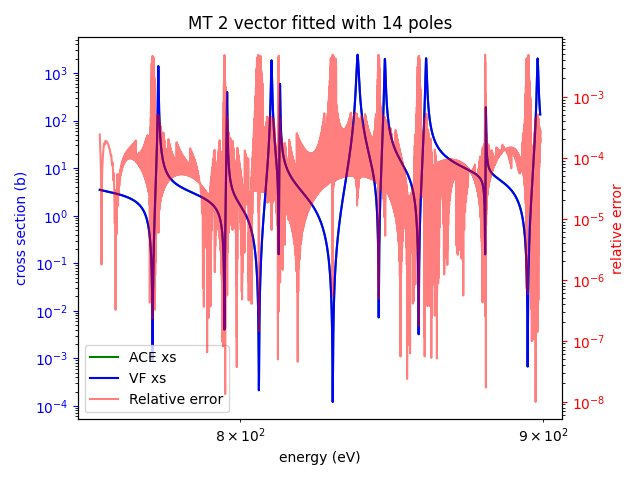 MT 2 vector fitted with 14 poles
10³
10²
10¹
10⁰
10⁻¹
10⁻²
10⁻³
10⁻⁴
cross section (b)
10⁻³
10⁻⁴
10⁻⁵
10⁻⁶
10⁻⁷
10⁻⁸
relative error
ACE xs
VF xs
Relative error
8 × 10²
9 × 10²
energy (eV)